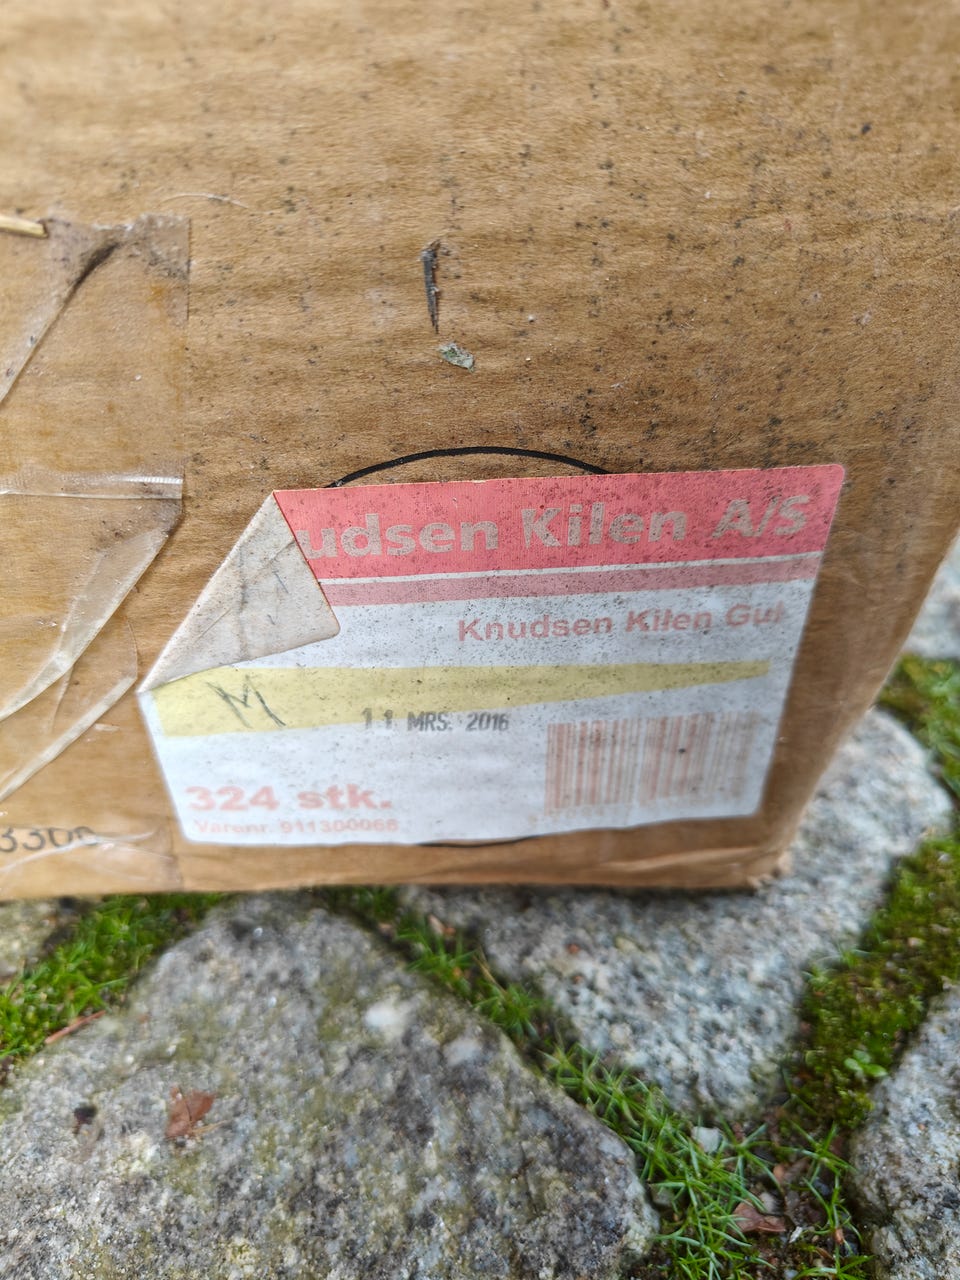 udsen Kilen A/S
Knudsen Kilen Gul
M
11 MRS. 2016
324 stk.
Varenr. 911300068